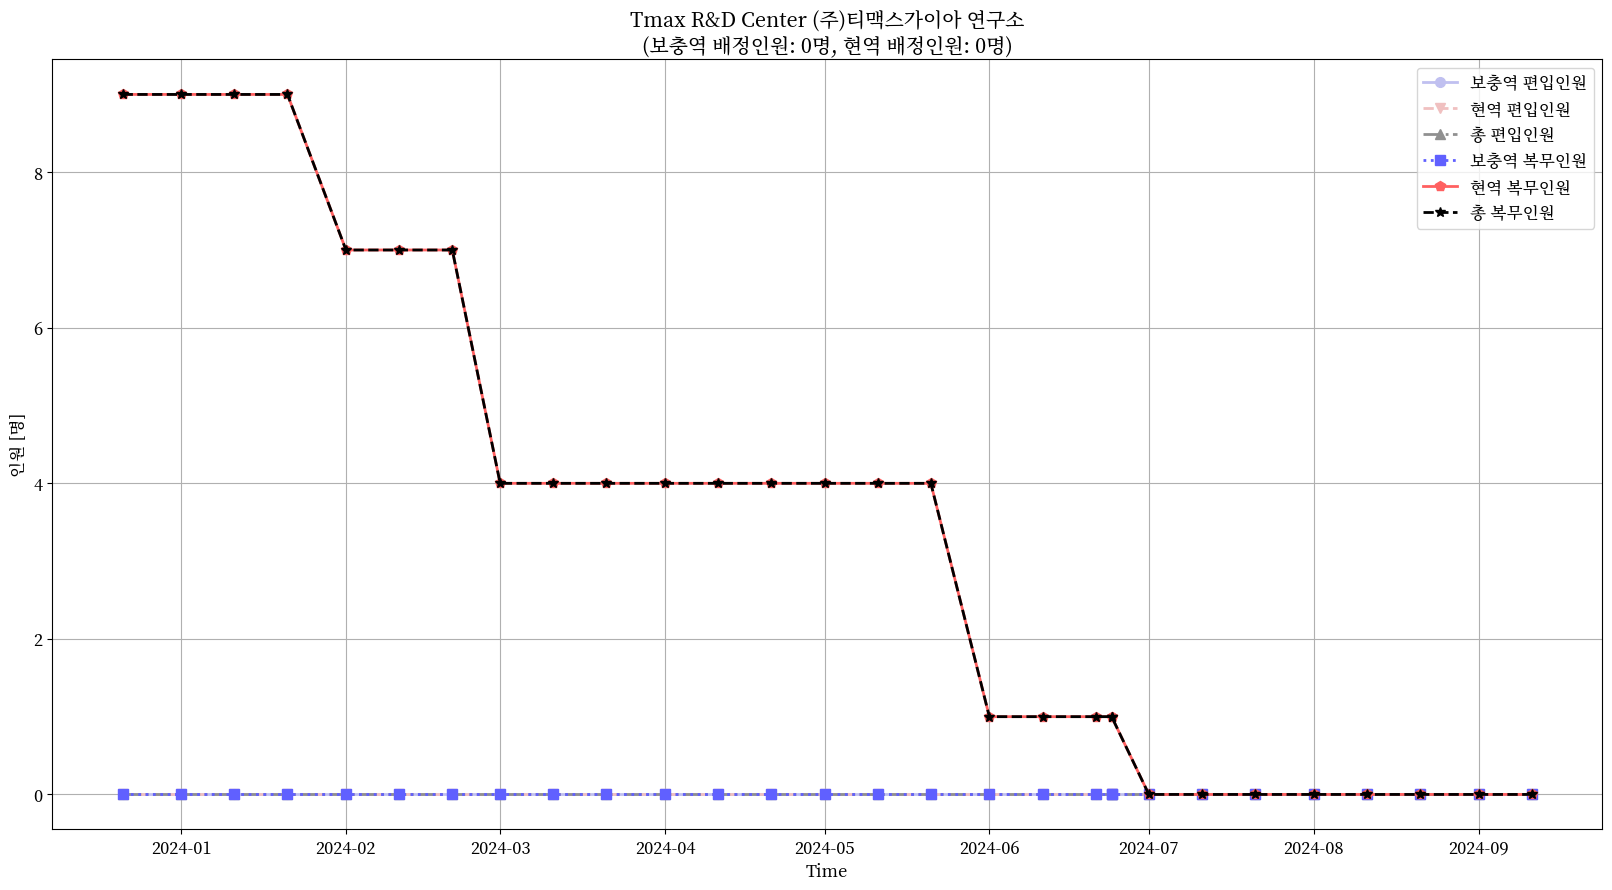 Tmax R&D Center (주)티맥스가이아 연구소
(보충역 배정인원: 0명, 현역 배정인원: 0명)
보충역 편입인원
현역 편입인원
총 편입인원
보충역 복무인원
현역 복무인원
총 복무인원
인원 [명]
8
6
4
2
0
2024-01 2024-02 2024-03 2024-04 2024-05 2024-06 2024-07 2024-08 2024-09
Time